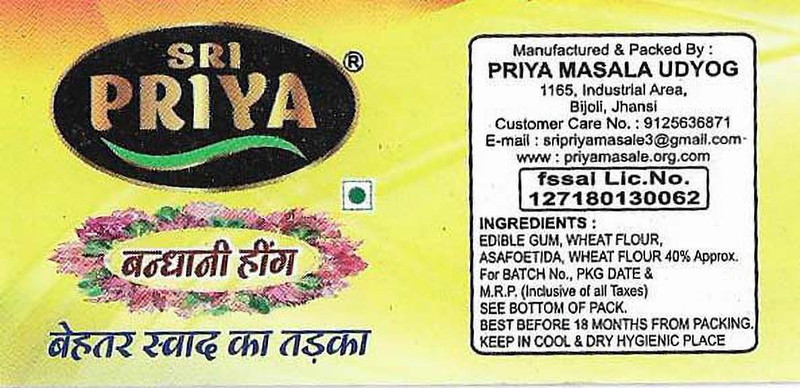 SRI
PRIYA
®
बन्धानी हींग
बेहतर स्वाद का तड़का
Manufactured & Packed By :
PRIYA MASALA UDYOG
1165, Industrial Area,
Bijoli, Jhansi
Customer Care No. : 9125636871
E-mail : sripriyamasale3@gmail.com
www : priyamasale.org.com
fssai Lic.No.
127180130062
INGREDIENTS :
EDIBLE GUM, WHEAT FLOUR,
ASAFOETIDA, WHEAT FLOUR 40% Approx.
For BATCH No., PKG DATE &
M.R.P. (Inclusive of all Taxes)
SEE BOTTOM OF PACK.
BEST BEFORE 18 MONTHS FROM PACKING.
KEEP IN COOL & DRY HYGIENIC PLACE